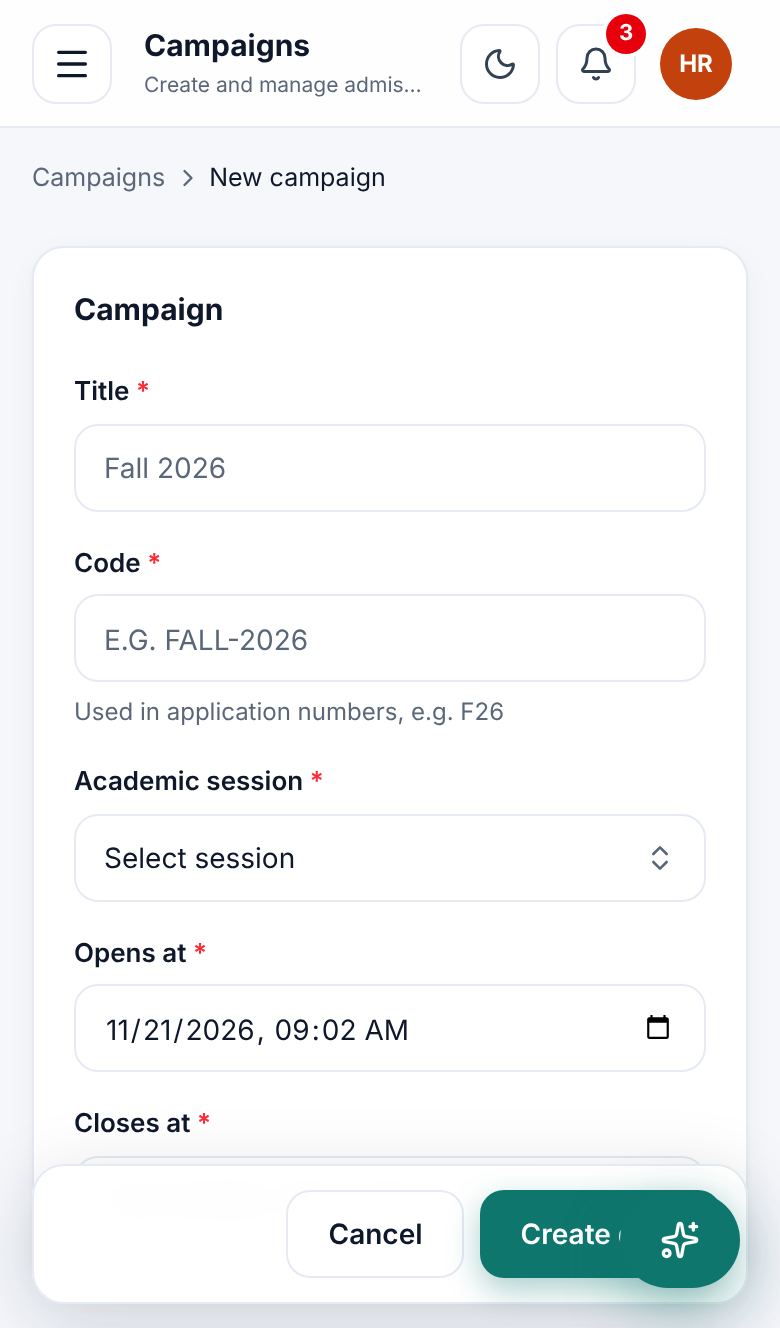 Campaigns
Create and manage admis...
3
HR
Campaigns > New campaign
Campaign
Title *
Fall 2026
Code *
E.G. FALL-2026
Used in application numbers, e.g. F26
Academic session *
Select session
Opens at *
11/21/2026, 09:02 AM
Closes at *
Cancel
Create